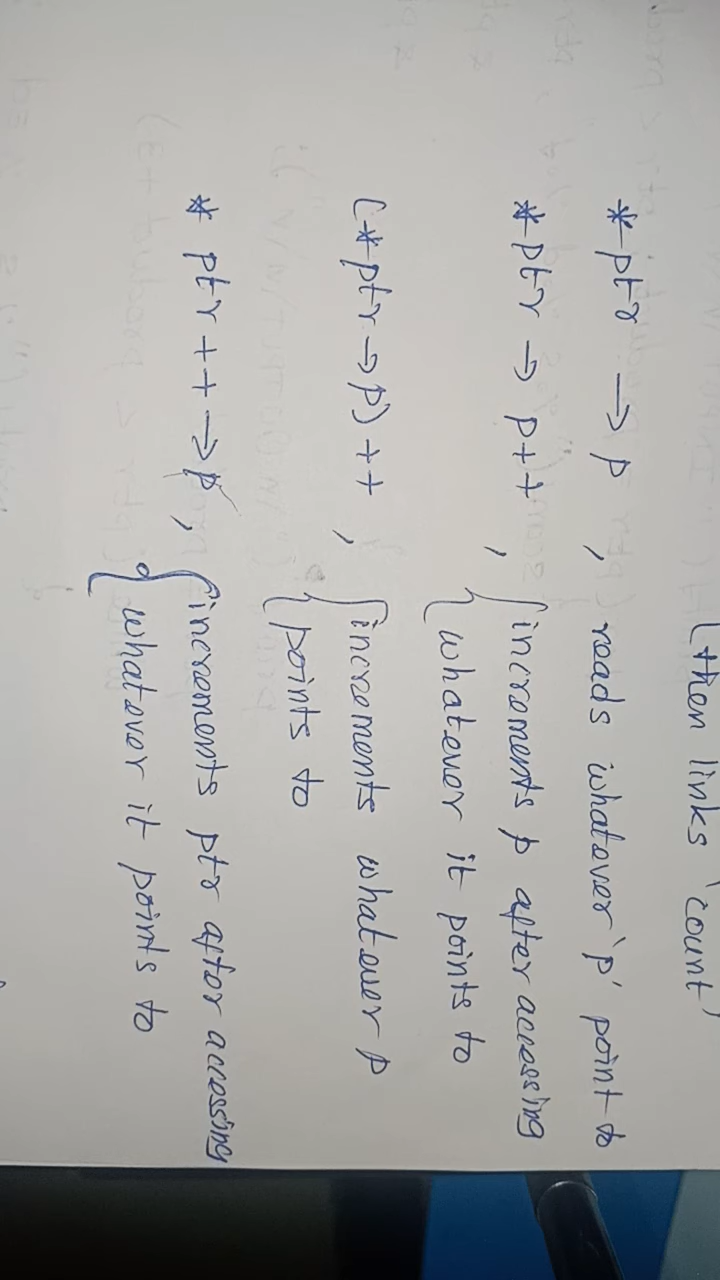 (then links 'count'
*ptr → p , reads whatever 'p' point to
*ptr → p++ , { increments p after accessing
whatever it points to
(*ptr → p)++ , { increments whatever p
points to
* ptr++ → p , { increments ptr after accessing
whatever it points to